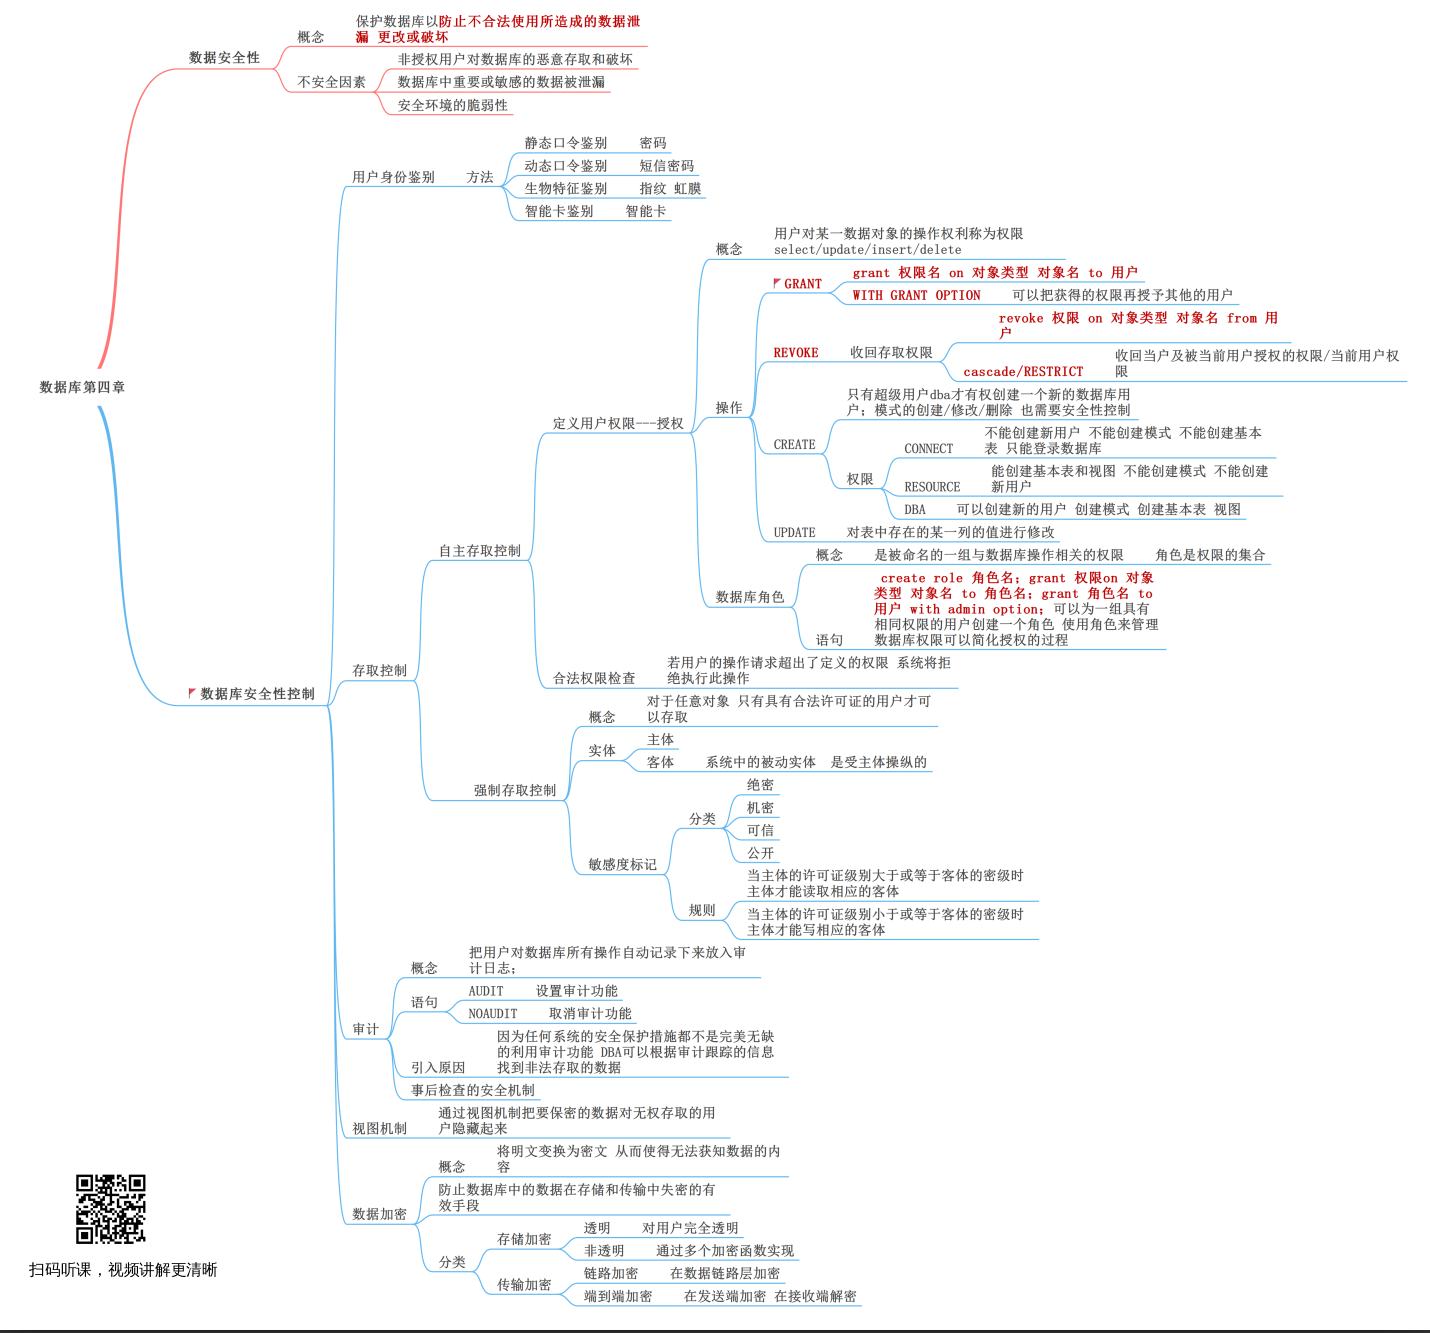 保护数据库以防止不合法使用所造成的数据泄
漏 更改或破坏
概念
数据安全性
非授权用户对数据库的恶意存取和破坏
不安全因素
数据库中重要或敏感的数据被泄漏
安全环境的脆弱性
静态口令鉴别 密码
动态口令鉴别 短信密码
用户身份鉴别 方法
生物特征鉴别 指纹 虹膜
智能卡鉴别 智能卡
用户对某一数据对象的操作权利称为权限
select/update/insert/delete
概念
grant 权限名 on 对象类型 对象名 to 用户
GRANT
WITH GRANT OPTION 可以把获得的权限再授予其他的用户
revoke 权限 on 对象类型 对象名 from 用
户
REVOKE 收回存取权限
收回当户及被当前用户授权的权限/当前用户权
限
cascade/RESTRICT
数据库第四章
只有超级用户dba才有权创建一个新的数据库用
户；模式的创建/修改/删除 也需要安全性控制
操作
定义用户权限---授权
CREATE
不能创建新用户 不能创建模式 不能创建基本
表 只能登录数据库
CONNECT
能创建基本表和视图 不能创建模式 不能创建
新用户
权限
RESOURCE
DBA 可以创建新的用户 创建模式 创建基本表 视图
UPDATE 对表中存在的某一列的值进行修改
自主存取控制
概念 是被命名的一组与数据库操作相关的权限 角色是权限的集合
create role 角色名；grant 权限on 对象
类型 对象名 to 角色名；grant 角色名 to
用户 with admin option；可以为一组具有
相同权限的用户创建一个角色 使用角色来管理
数据库权限可以简化授权的过程
数据库角色
语句
若用户的操作请求超出了定义的权限 系统将拒
绝执行此操作
合法权限检查
存取控制
数据库安全性控制
对于任意对象 只有具有合法许可证的用户才可
以存取
概念
主体
实体
客体 系统中的被动实体 是受主体操纵的
强制存取控制
绝密
机密
分类
可信
公开
敏感度标记
当主体的许可证级别大于或等于客体的密级时
主体才能读取相应的客体
规则
当主体的许可证级别小于或等于客体的密级时
主体才能写相应的客体
把用户对数据库所有操作自动记录下来放入审
计日志；
概念
AUDIT 设置审计功能
语句
NOAUDIT 取消审计功能
审计
因为任何系统的安全保护措施都不是完美无缺
的利用审计功能 DBA可以根据审计跟踪的信息
找到非法存取的数据
引入原因
事后检查的安全机制
通过视图机制把要保密的数据对无权存取的用
户隐藏起来
视图机制
将明文变换为密文 从而使得无法获知数据的内
容
概念
防止数据库中的数据在存储和传输中失密的有
效手段
数据加密
透明 对用户完全透明
存储加密
非透明 通过多个加密函数实现
分类
链路加密 在数据链路层加密
传输加密
端到端加密 在发送端加密 在接收端解密
扫码听课，视频讲解更清晰